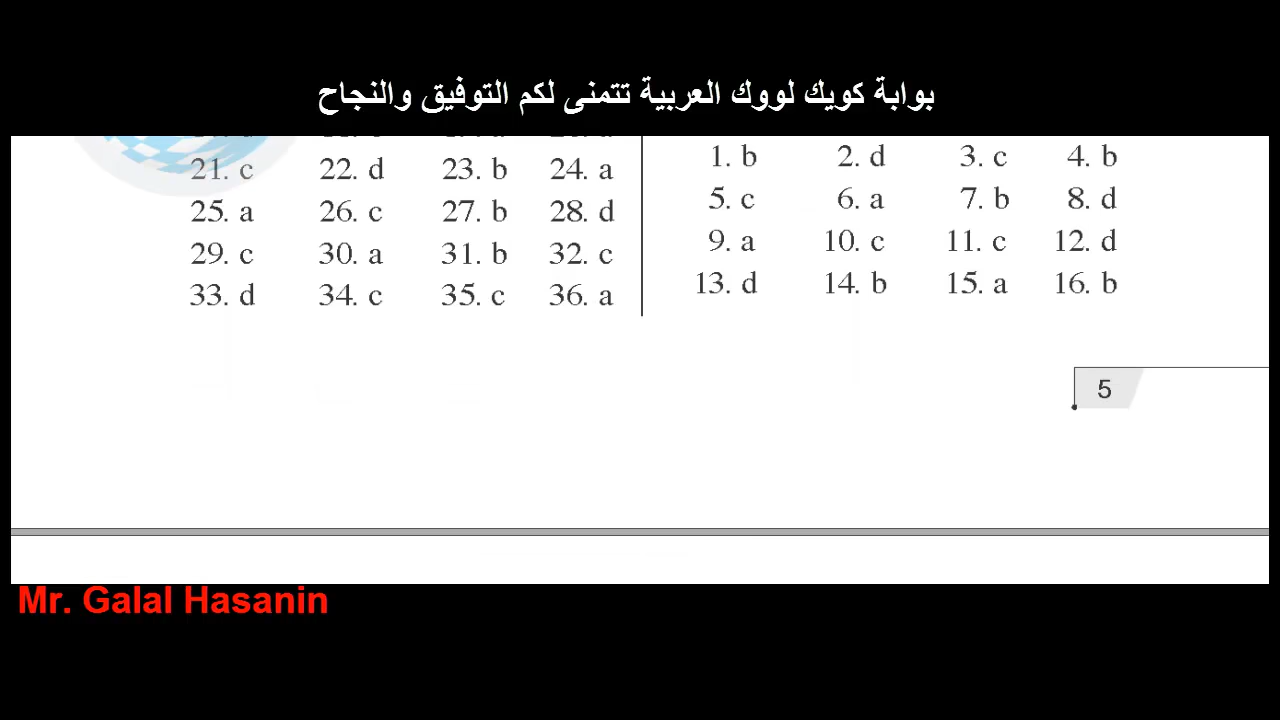 بوابة كويك لووك العربية تتمنى لكم التوفيق والنجاح
21. c 22. d 23. b 24. a
25. a 26. c 27. b 28. d
29. c 30. a 31. b 32. c
33. d 34. c 35. c 36. a
1. b 2. d 3. c 4. b
5. c 6. a 7. b 8. d
9. a 10. c 11. c 12. d
13. d 14. b 15. a 16. b
5
Mr. Galal Hasanin